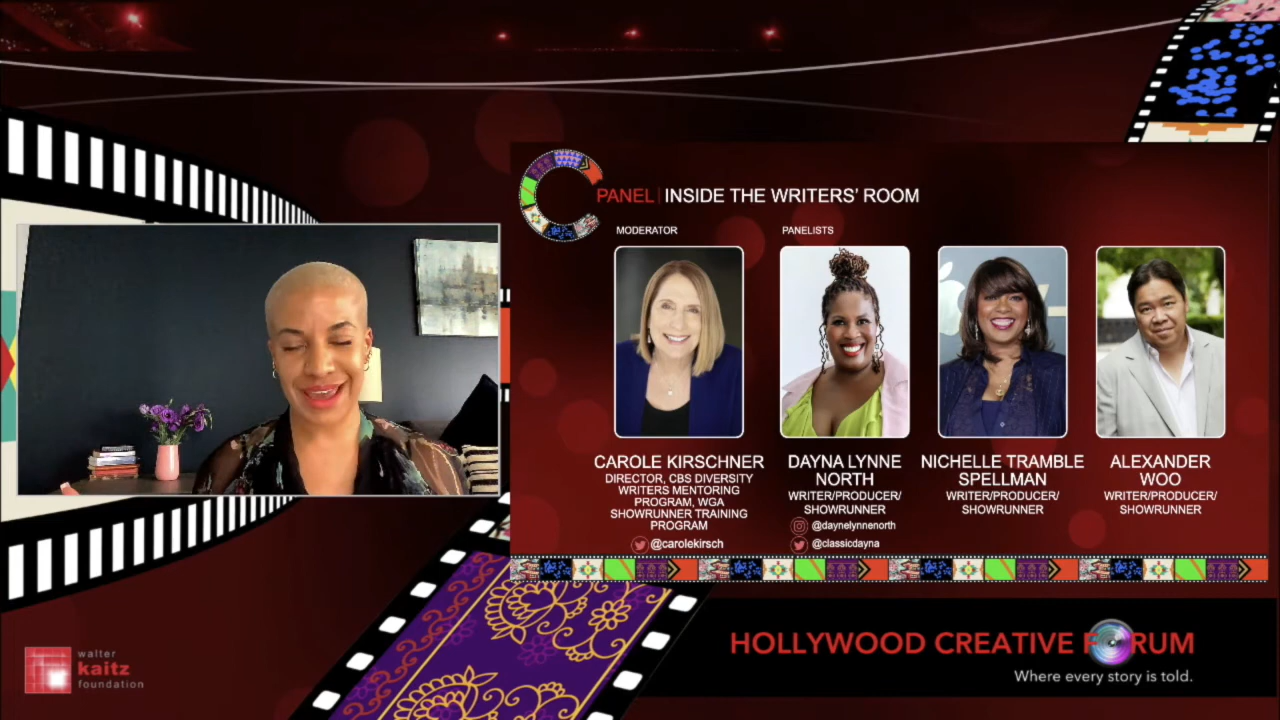 PANEL | INSIDE THE WRITERS' ROOM
MODERATOR
PANELISTS
CAROLE KIRSCHNER
DIRECTOR, CBS DIVERSITY
WRITERS MENTORING
PROGRAM, WGA
SHOWRUNNER TRAINING
PROGRAM
@carolekirsch
DAYNA LYNNE
NORTH
WRITER/PRODUCER/
SHOWRUNNER
@daynelynnenorth
@classicdayna
NICHELLE TRAMBLE
SPELLMAN
WRITER/PRODUCER/
SHOWRUNNER
ALEXANDER
WOO
WRITER/PRODUCER/
SHOWRUNNER
walter
kaitz
foundation
HOLLYWOOD CREATIVE FORUM
Where every story is told.